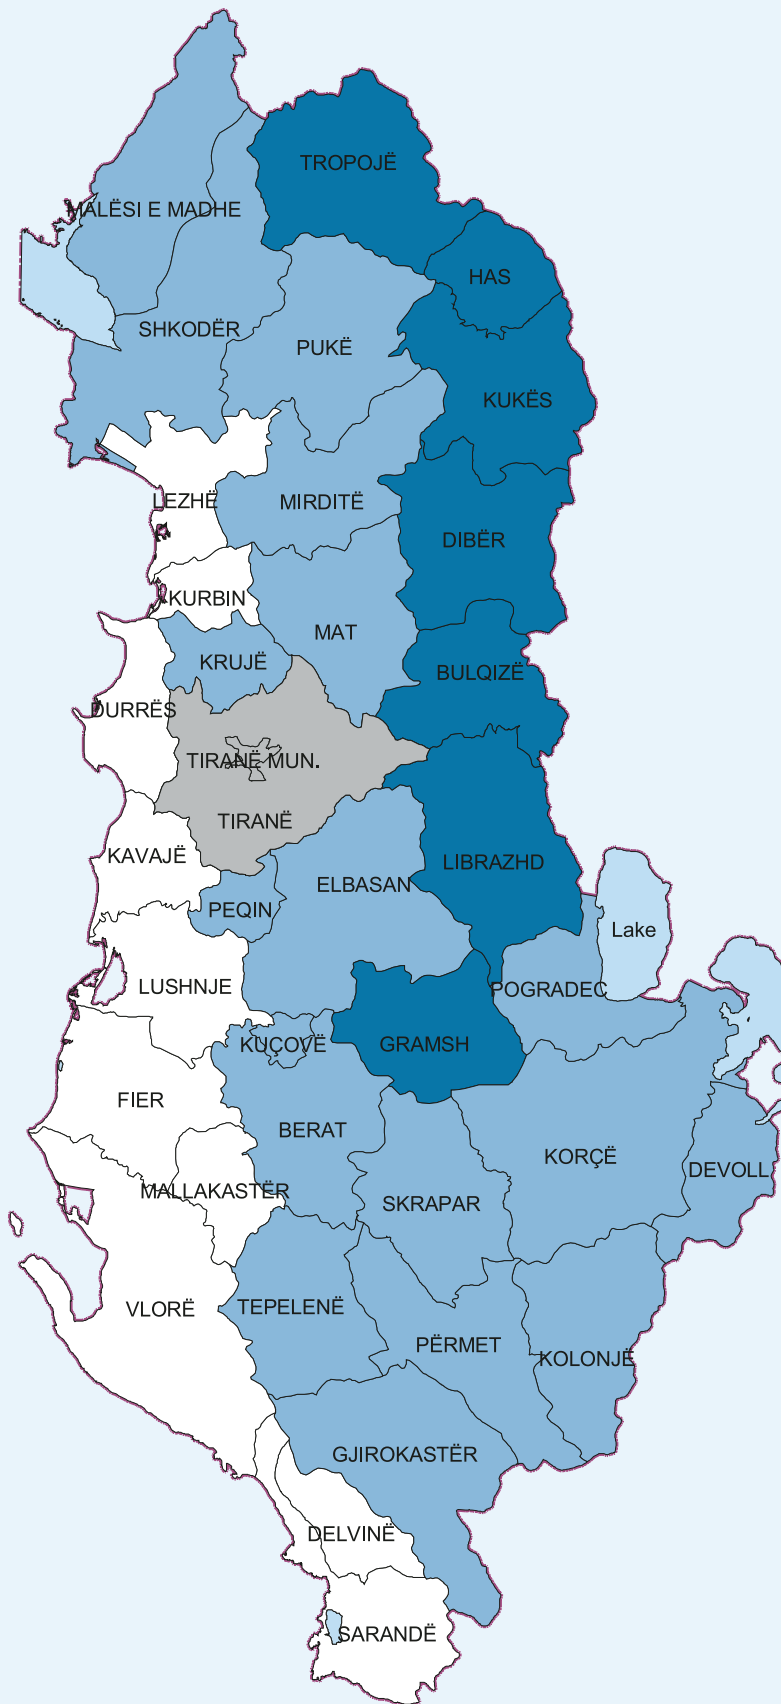 TROPOJË
MALËSI E MADHE
HAS
SHKODËR
PUKË
KUKËS
LEZHË
MIRDITË
DIBËR
KURBIN
MAT
KRUJË
BULQIZË
DURRËS
TIRANË MUN.
TIRANË
KAVAJË
LIBRAZHD
ELBASAN
PEQIN
Lake
LUSHNJE
POGRADEC
KUÇOVË
GRAMSH
FIER
BERAT
KORÇË
DEVOLL
MALLAKASTËR
SKRAPAR
VLORË
TEPELENË
PËRMET
KOLONJË
GJIROKASTËR
DELVINË
SARANDË